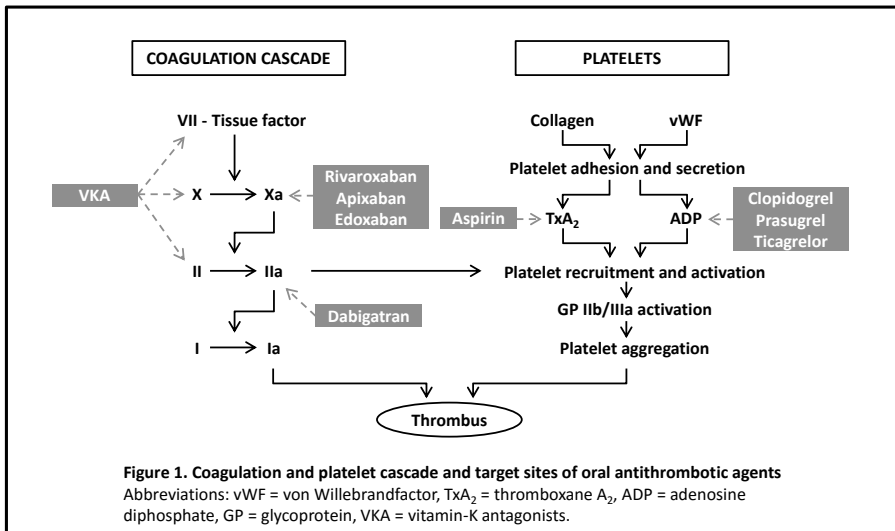 COAGULATION CASCADE
PLATELETS
VII - Tissue factor
Collagen
vWF
Platelet adhesion and secretion
VKA
X
Xa
Rivaroxaban
Apixaban
Edoxaban
Aspirin
TxA₂
ADP
Clopidogrel
Prasugrel
Ticagrelor
II
IIa
Platelet recruitment and activation
Dabigatran
GP IIb/IIIa activation
I
Ia
Platelet aggregation
Thrombus
Figure 1. Coagulation and platelet cascade and target sites of oral antithrombotic agents
Abbreviations: vWF = von Willebrandfactor, TxA₂ = thromboxane A₂, ADP = adenosine
diphosphate, GP = glycoprotein, VKA = vitamin-K antagonists.